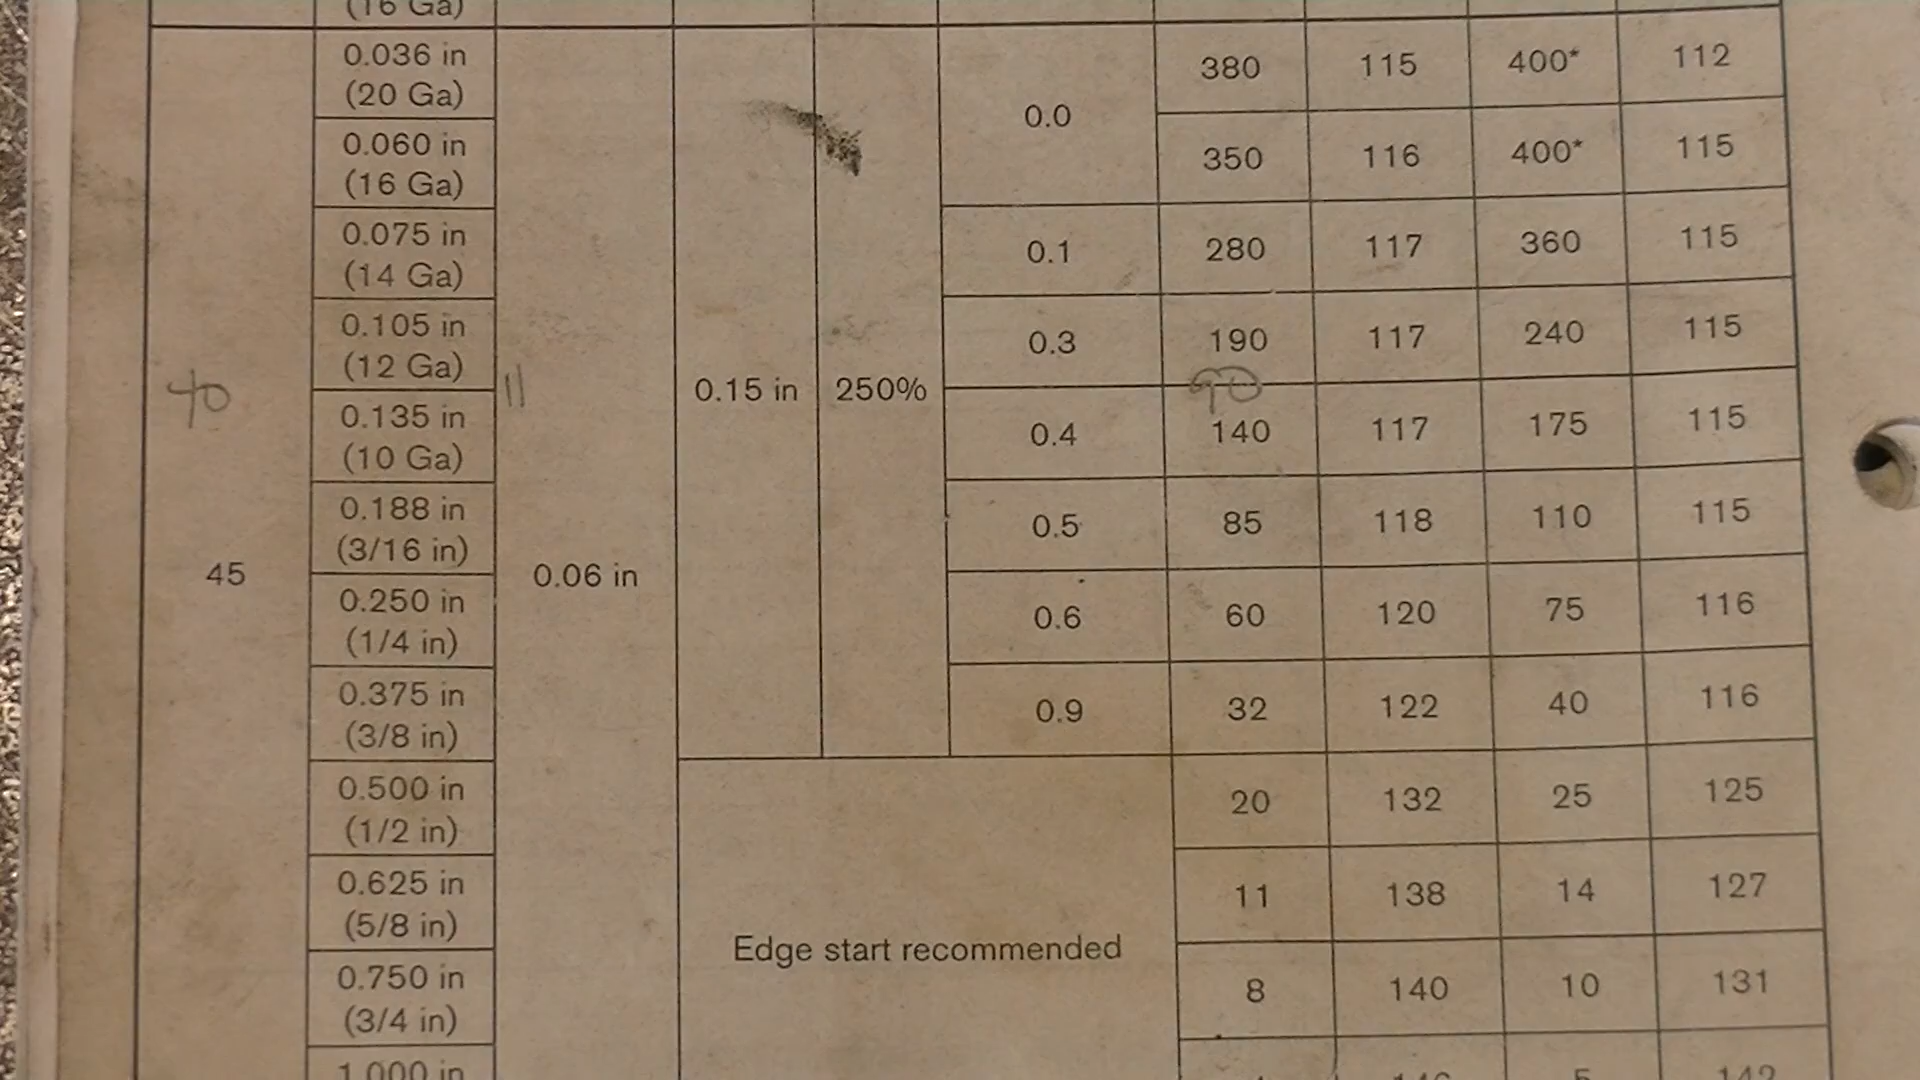 (16 Ga)
0.036 in
(20 Ga)
0.0
380
115
400*
112
0.060 in
(16 Ga)
350
116
400*
115
0.075 in
(14 Ga)
0.1
280
117
360
115
0.105 in
(12 Ga)
0.3
190
117
240
115
40
11
0.15 in
250%
90
0.135 in
(10 Ga)
0.4
140
117
175
115
0.188 in
(3/16 in)
0.5
85
118
110
115
45
0.06 in
0.250 in
(1/4 in)
0.6
60
120
75
116
0.375 in
(3/8 in)
0.9
32
122
40
116
0.500 in
(1/2 in)
20
132
25
125
0.625 in
(5/8 in)
11
138
14
127
Edge start recommended
0.750 in
(3/4 in)
8
140
10
131
1.000 in
5
142